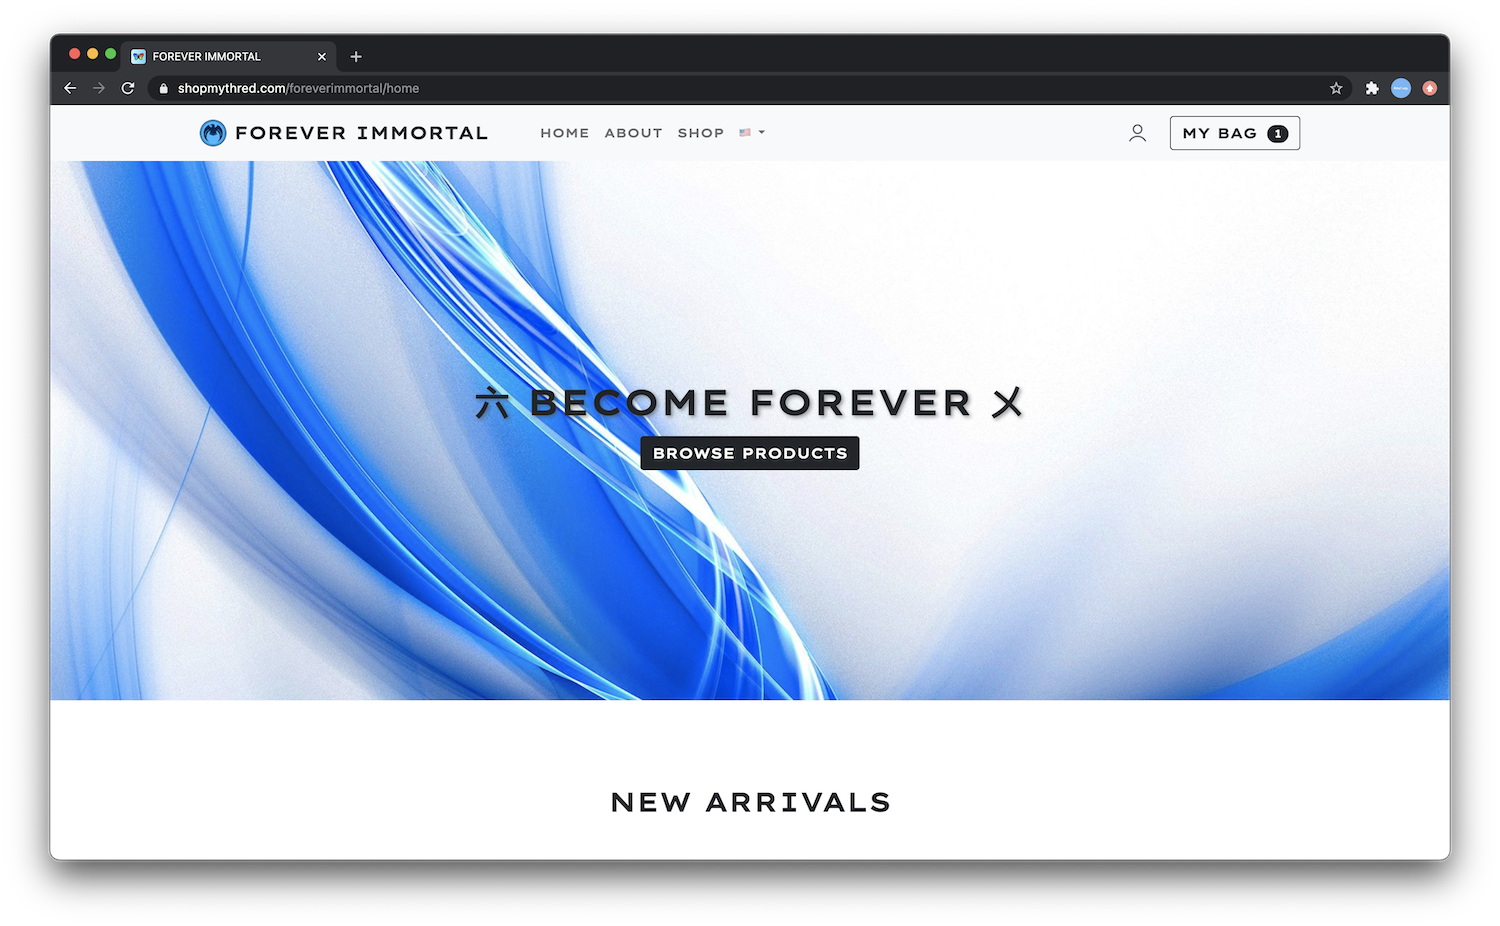 FOREVER IMMORTAL
shopmythred.com/foreverimmortal/home
FOREVER IMMORTAL HOME ABOUT SHOP MY BAG 1
六 BECOME FOREVER 㐅
BROWSE PRODUCTS
NEW ARRIVALS